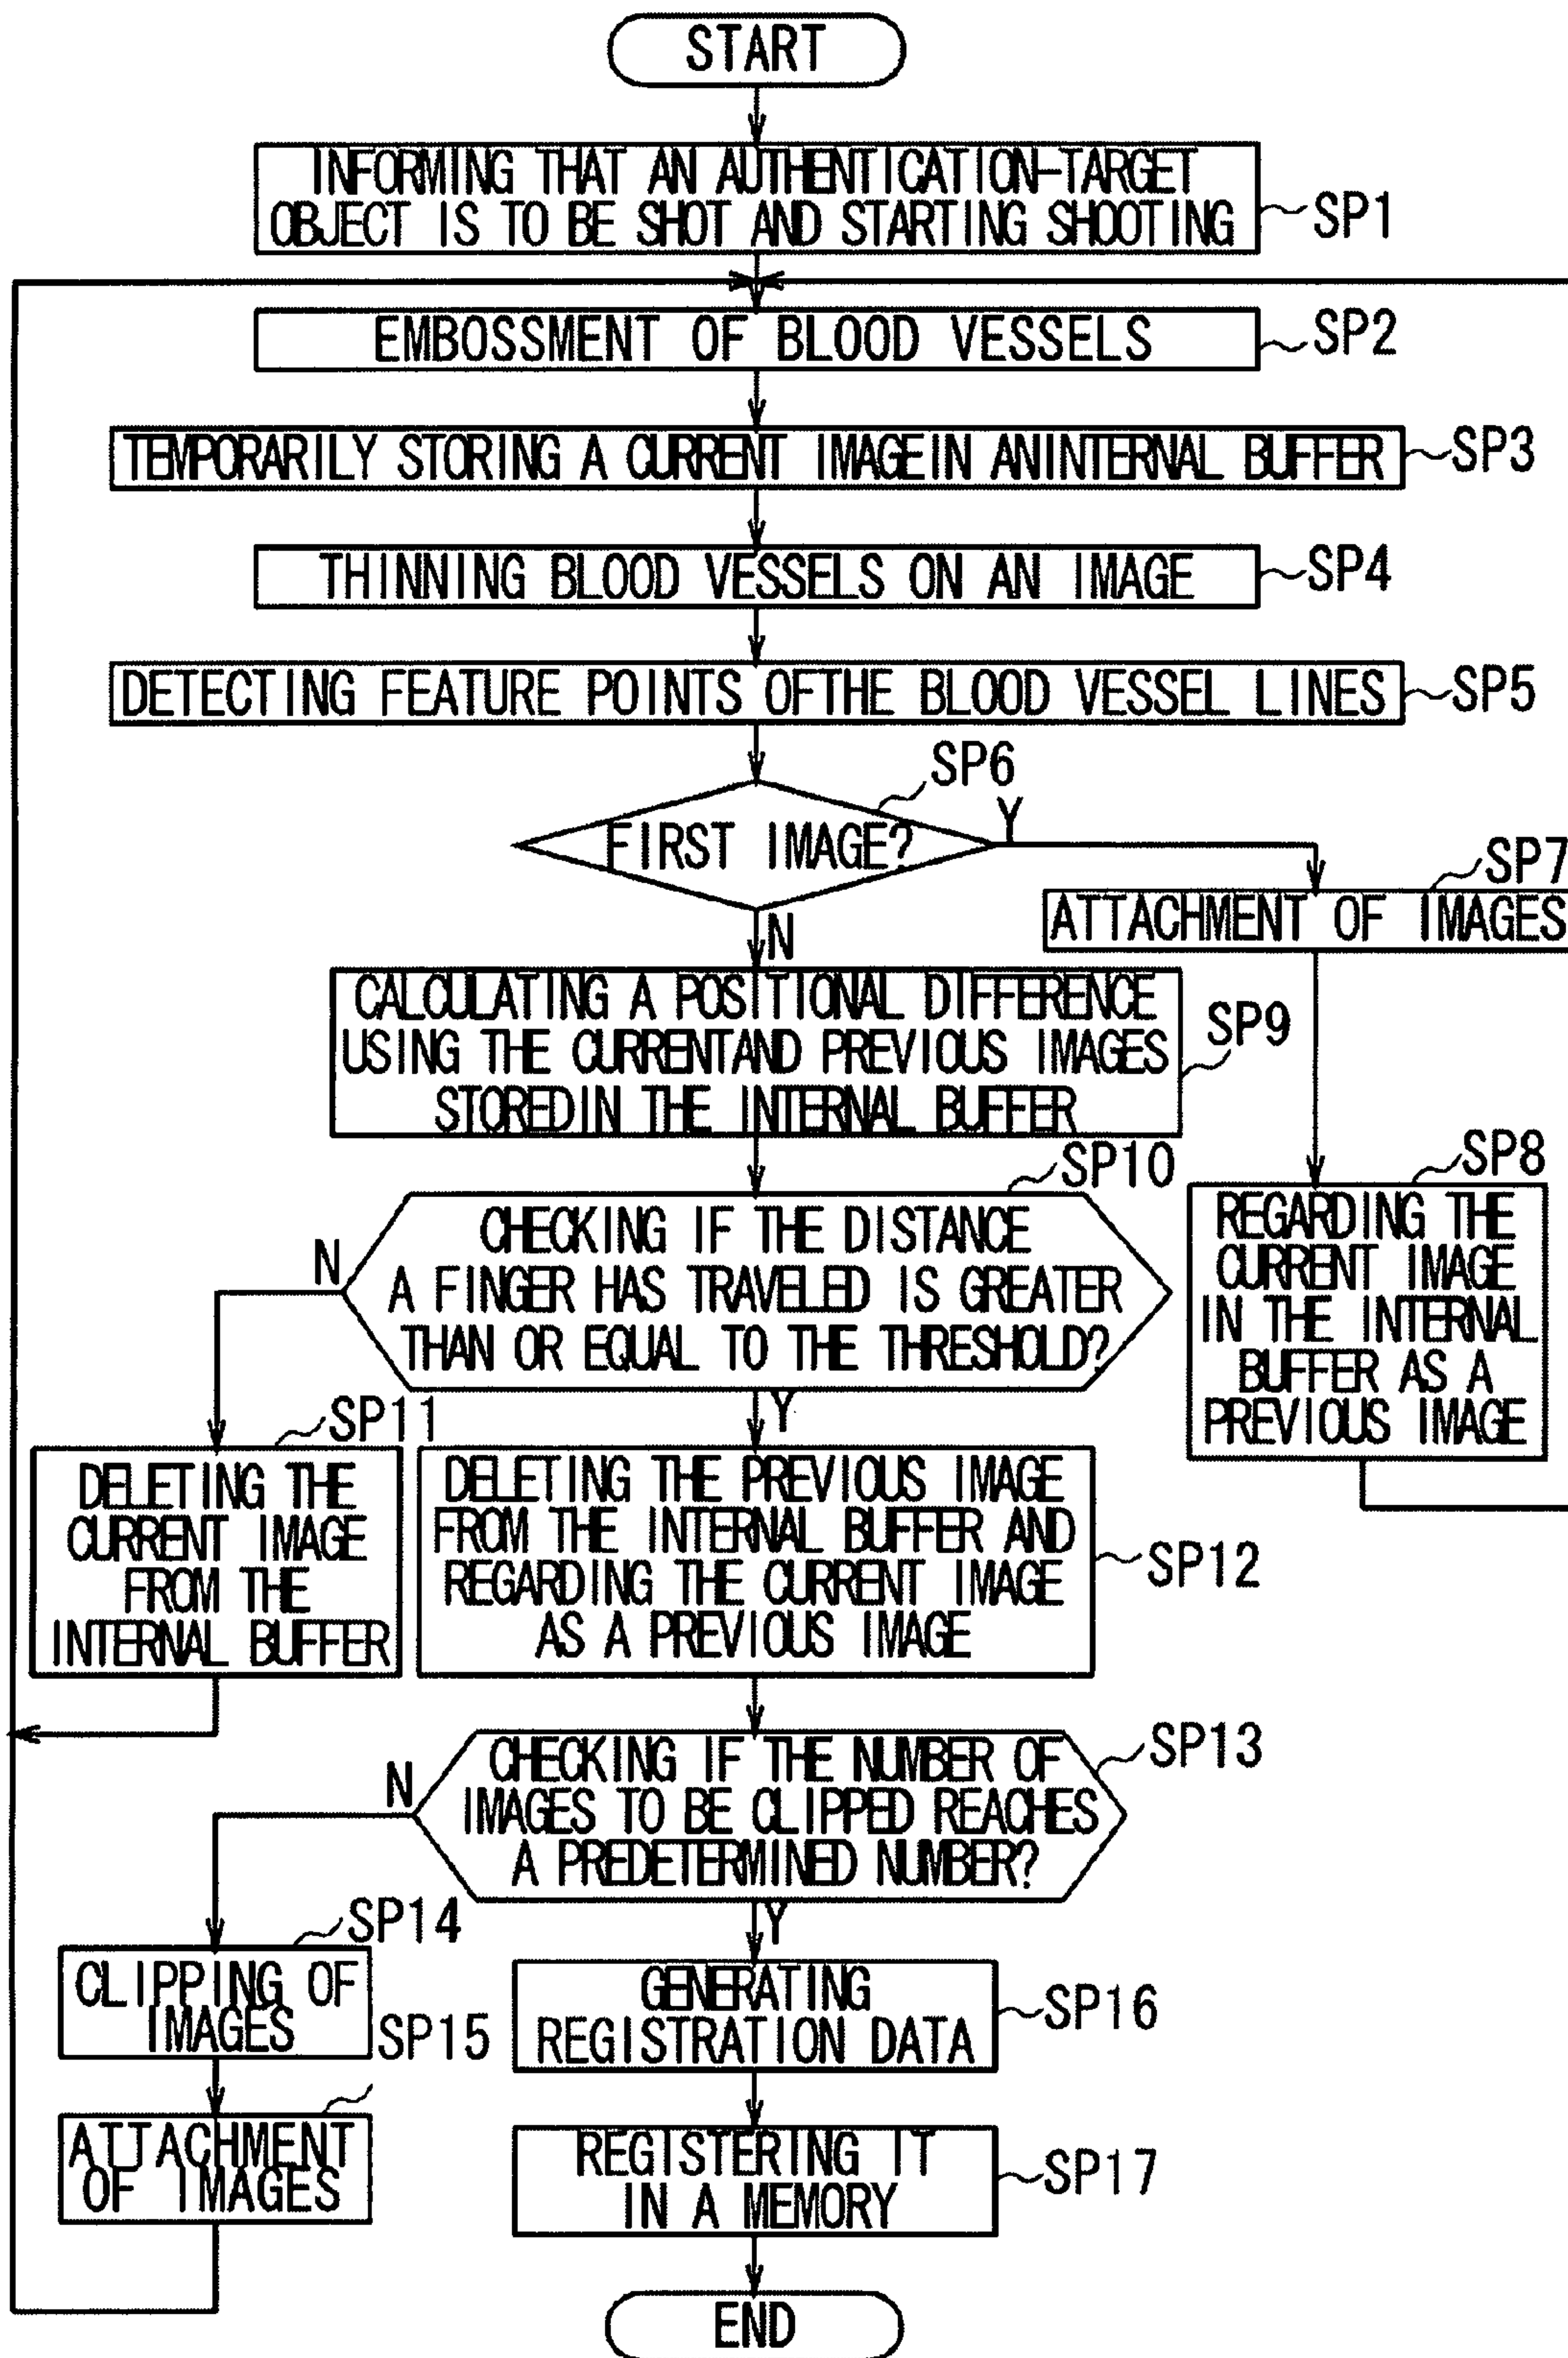 START
INFORMING THAT AN AUTHENTICATION-TARGET
OBJECT IS TO BE SHOT AND STARTING SHOOTING
SP1
EMBOSSMENT OF BLOOD VESSELS
SP2
TEMPORARILY STORING A CURRENT IMAGEIN ANINTERNAL BUFFER
SP3
THINNING BLOOD VESSELS ON AN IMAGE
SP4
DETECTING FEATURE POINTS OFTHE BLOOD VESSEL LINES
SP5
SP6
FIRST IMAGE?
Y
N
SP7
ATTACHMENT OF IMAGES
CALCULATING A POSITIONAL DIFFERENCE
USING THE CURRENTAND PREVIOUS IMAGES
STOREDIN THE INTERNAL BUFFER
SP9
SP8
REGARDING THE
CURRENT IMAGE
IN THE INTERNAL
BUFFER AS A
PREVIOUS IMAGE
SP10
CHECKING IF THE DISTANCE
A FINGER HAS TRAVELED IS GREATER
THAN OR EQUAL TO THE THRESHOLD?
N
Y
SP11
DELETING THE
CURRENT IMAGE
FROM THE
INTERNAL BUFFER
DELETING THE PREVIOUS IMAGE
FROM THE INTERNAL BUFFER AND
REGARDING THE CURRENT IMAGE
AS A PREVIOUS IMAGE
SP12
CHECKING IF THE NUMBER OF
IMAGES TO BE CLIPPED REACHES
A PREDETERMINED NUMBER?
SP13
N
Y
SP14
CLIPPING OF
IMAGES
SP15
ATTACHMENT
OF IMAGES
GENERATING
REGISTRATION DATA
SP16
REGISTERING IT
IN A MEMORY
SP17
END